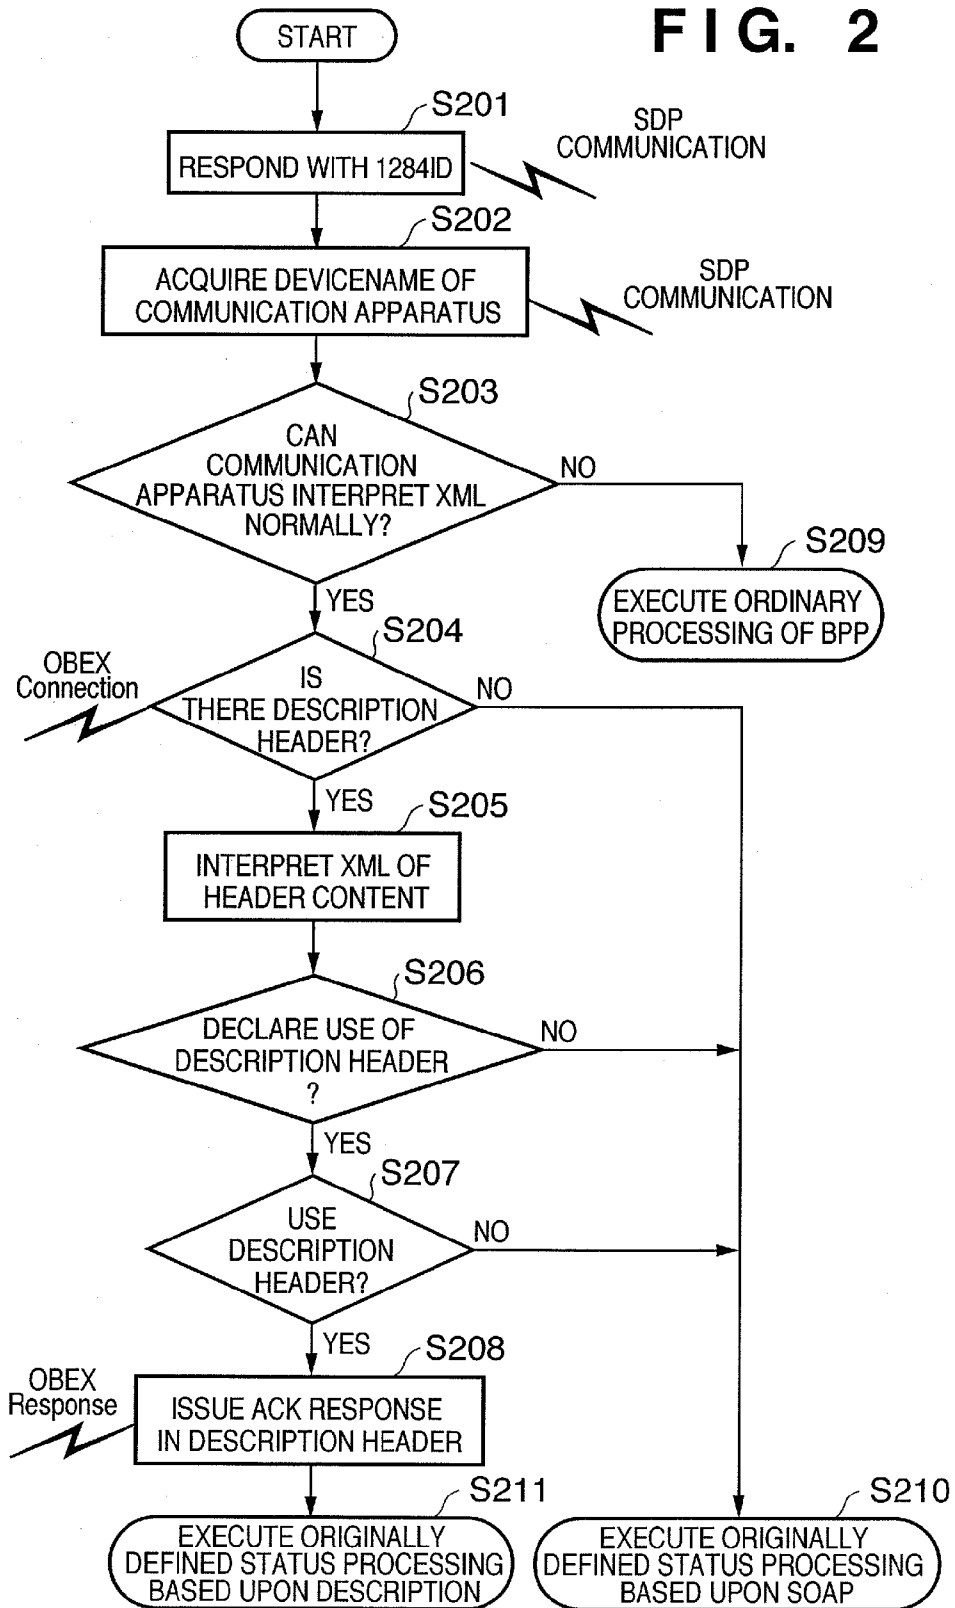 FIG. 2
START
S201
RESPOND WITH 1284ID
SDP
COMMUNICATION
S202
ACQUIRE DEVICENAME OF
COMMUNICATION APPARATUS
SDP
COMMUNICATION
S203
CAN
COMMUNICATION
APPARATUS INTERPRET XML
NORMALLY?
NO
YES
S209
EXECUTE ORDINARY
PROCESSING OF BPP
S204
OBEX
Connection
IS
THERE DESCRIPTION
HEADER?
NO
YES
S205
INTERPRET XML OF
HEADER CONTENT
S206
DECLARE USE OF
DESCRIPTION HEADER
?
NO
YES
S207
USE
DESCRIPTION
HEADER?
NO
YES
S208
OBEX
Response
ISSUE ACK RESPONSE
IN DESCRIPTION HEADER
S211
EXECUTE ORIGINALLY
DEFINED STATUS PROCESSING
BASED UPON DESCRIPTION
S210
EXECUTE ORIGINALLY
DEFINED STATUS PROCESSING
BASED UPON SOAP